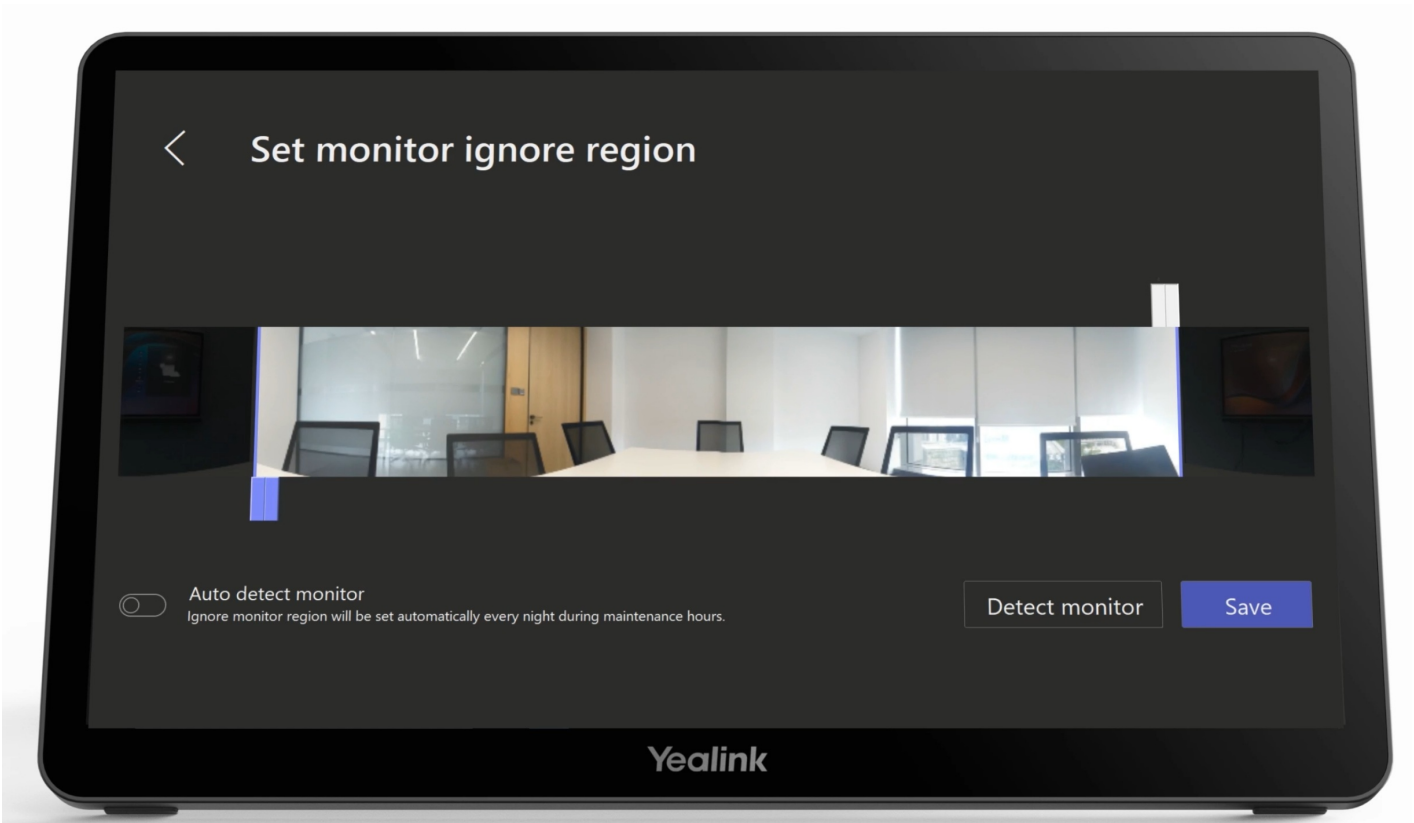 Set monitor ignore region
Auto detect monitor
Ignore monitor region will be set automatically every night during maintenance hours.
Detect monitor
Save
Yealink